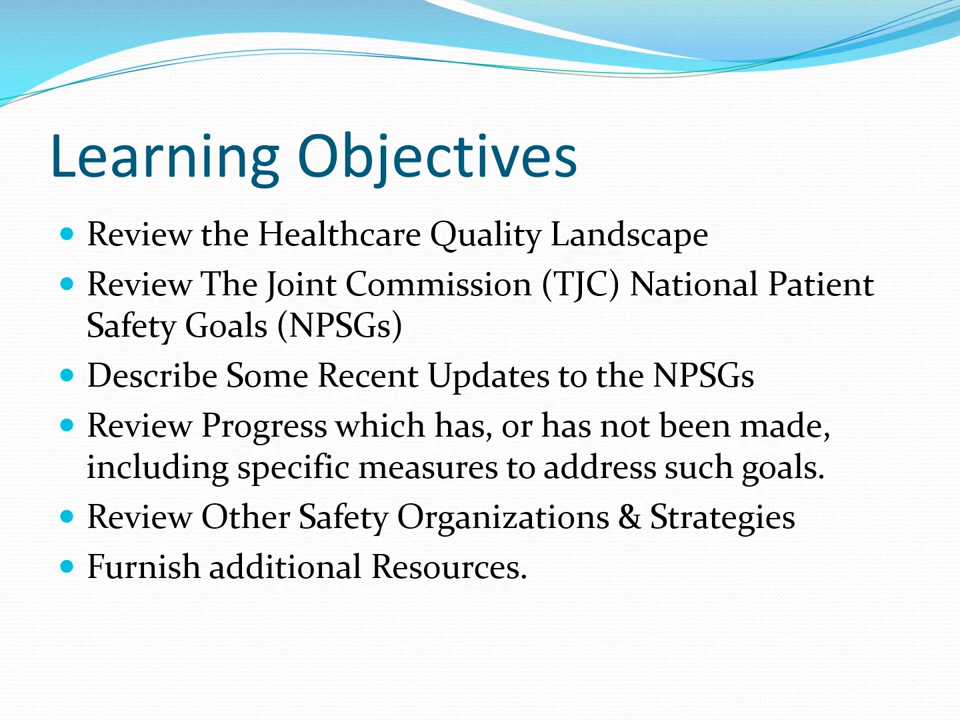 Learning Objectives
Review the Healthcare Quality Landscape
Review The Joint Commission (TJC) National Patient
Safety Goals (NPSGs)
Describe Some Recent Updates to the NPSGs
Review Progress which has, or has not been made,
including specific measures to address such goals.
Review Other Safety Organizations & Strategies
Furnish additional Resources.